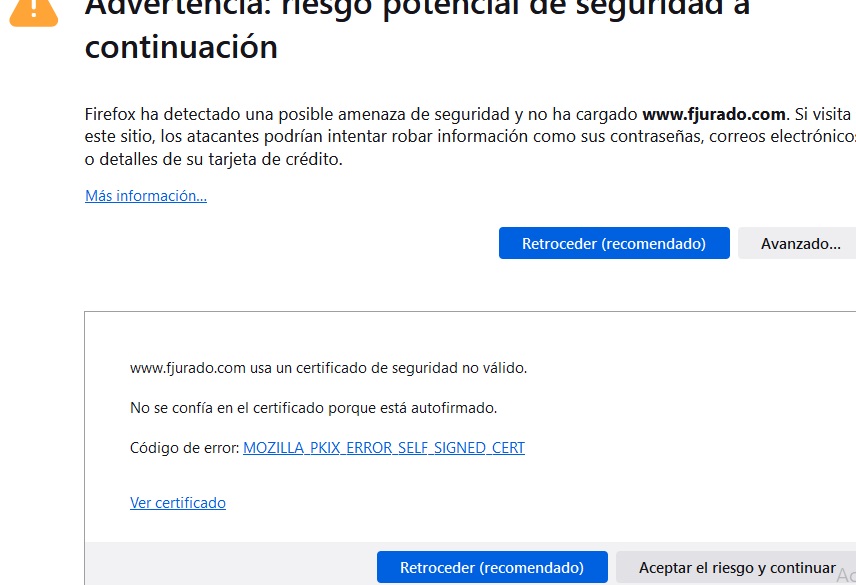 Advertencia: riesgo potencial de seguridad a
continuación
Firefox ha detectado una posible amenaza de seguridad y no ha cargado www.fjurado.com. Si visita
este sitio, los atacantes podrían intentar robar información como sus contraseñas, correos electrónicos
o detalles de su tarjeta de crédito.
Más información...
Retroceder (recomendado) Avanzado...
www.fjurado.com usa un certificado de seguridad no válido.
No se confía en el certificado porque está autofirmado.
Código de error: MOZILLA_PKIX_ERROR_SELF_SIGNED_CERT
Ver certificado
Retroceder (recomendado) Aceptar el riesgo y continuar